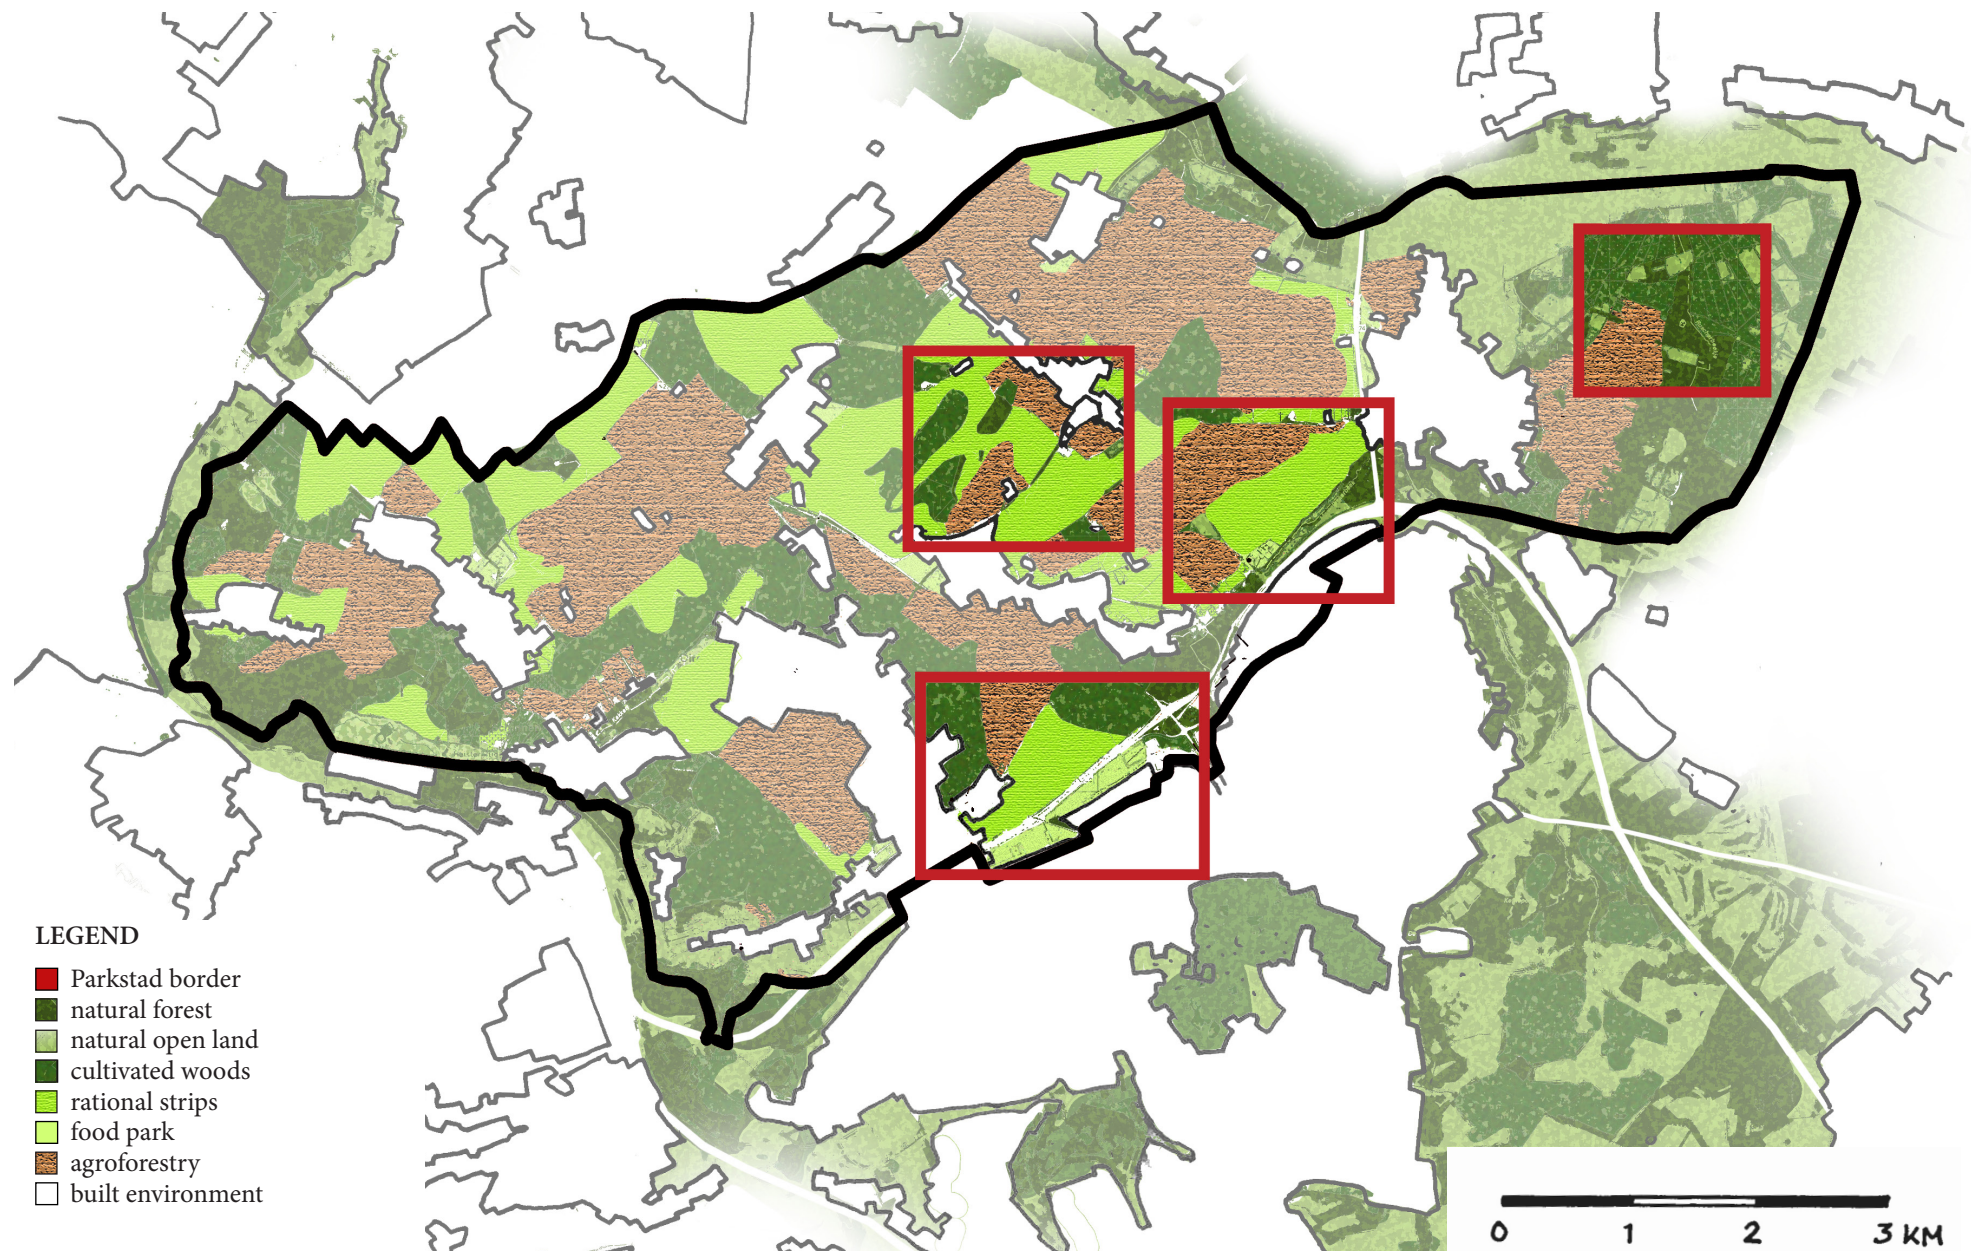 LEGEND
Parkstad border
natural forest
natural open land
cultivated woods
rational strips
food park
agroforestry
built environment
0 1 2 3 KM